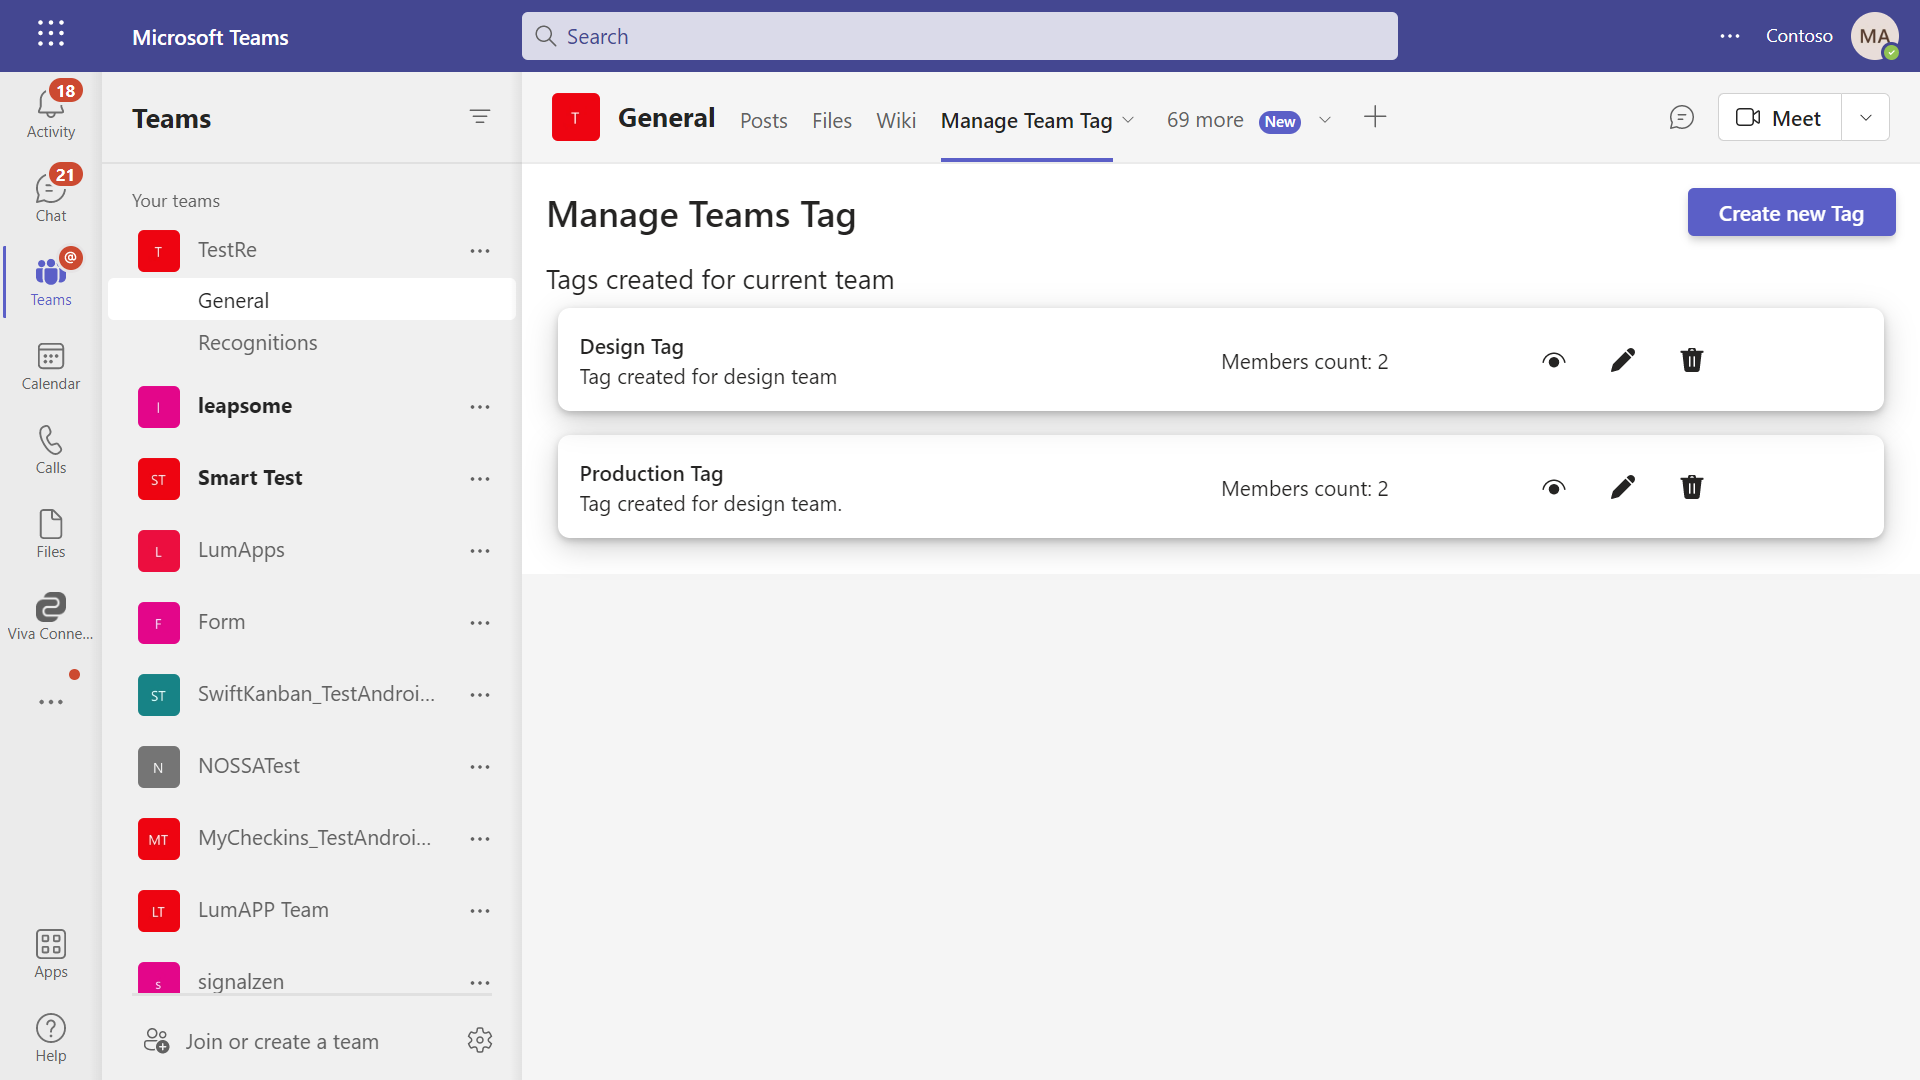 Microsoft Teams
Search
Contoso
MA
18
Activity
21
Chat
@
Teams
Calendar
Calls
Files
Viva Conne...
Apps
Help
Teams
Your teams
T
TestRe
General
Recognitions
l
leapsome
ST
Smart Test
L
LumApps
F
Form
ST
SwiftKanban_TestAndroi...
N
NOSSATest
MT
MyCheckins_TestAndroi...
LT
LumAPP Team
s
signalzen
Join or create a team
T
General
Posts
Files
Wiki
Manage Team Tag
69 more
New
Meet
Manage Teams Tag
Create new Tag
Tags created for current team
Design Tag
Tag created for design team
Members count: 2
Production Tag
Tag created for design team.
Members count: 2